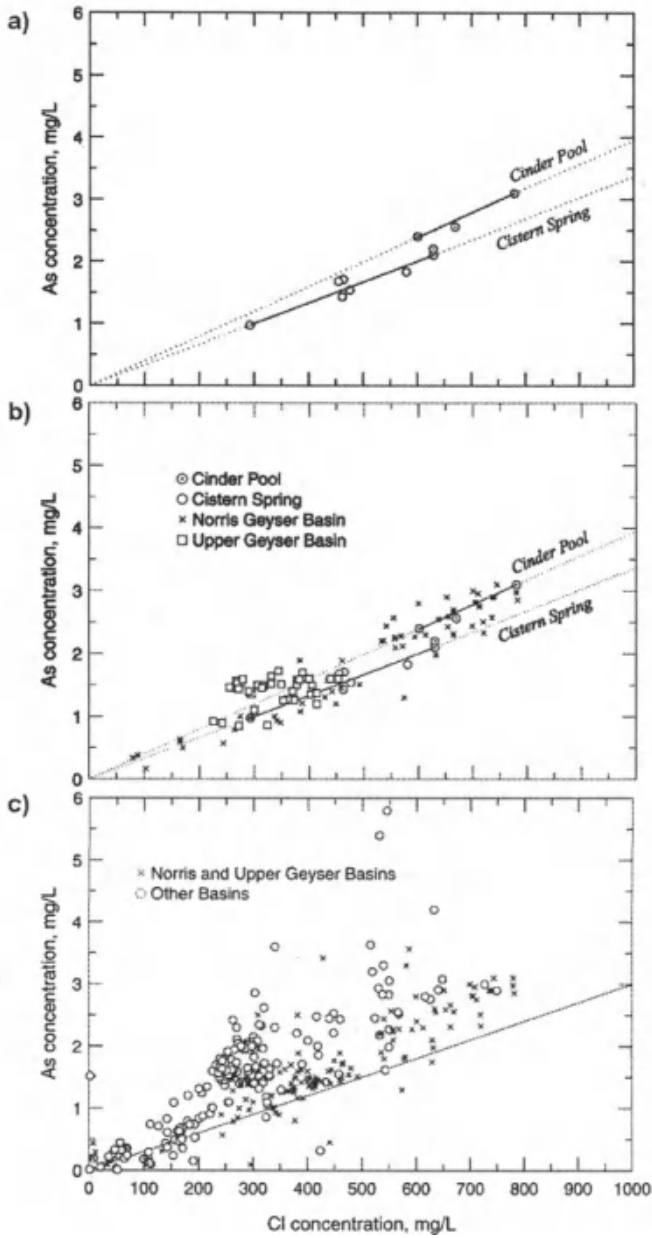 a)
As concentration, mg/L
6
5
4
3
2
1
0
Cinder Pool
Cistern Spring
b)
As concentration, mg/L
6
5
4
3
2
1
0
Cinder Pool
Cistern Spring
Norris Geyser Basin
Upper Geyser Basin
Cinder Pool
Cistern Spring
c)
As concentration, mg/L
6
5
4
3
2
1
0
Norris and Upper Geyser Basins
Other Basins
0 100 200 300 400 500 600 700 800 900 1000
Cl concentration, mg/L